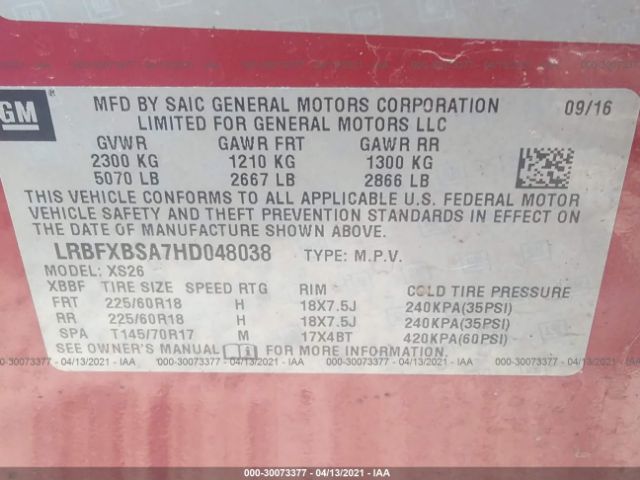 GM
MFD BY SAIC GENERAL MOTORS CORPORATION 09/16
LIMITED FOR GENERAL MOTORS LLC
GVWR GAWR FRT GAWR RR
2300 KG 1210 KG 1300 KG
5070 LB 2667 LB 2866 LB
THIS VEHICLE CONFORMS TO ALL APPLICABLE U.S. FEDERAL MOTOR
VEHICLE SAFETY AND THEFT PREVENTION STANDARDS IN EFFECT ON
THE DATE OF MANUFACTURE SHOWN ABOVE.
LRBFXBSA7HD048038 TYPE: M.P.V.
MODEL: XS26
XBBF TIRE SIZE SPEED RTG RIM COLD TIRE PRESSURE
FRT 225/60R18 H 18X7.5J 240KPA(35PSI)
RR 225/60R18 H 18X7.5J 240KPA(35PSI)
SPA T145/70R17 M 17X4BT 420KPA(60PSI)
SEE OWNER'S MANUAL FOR MORE INFORMATION.
000-30073377 - 04/13/2021 - IAA